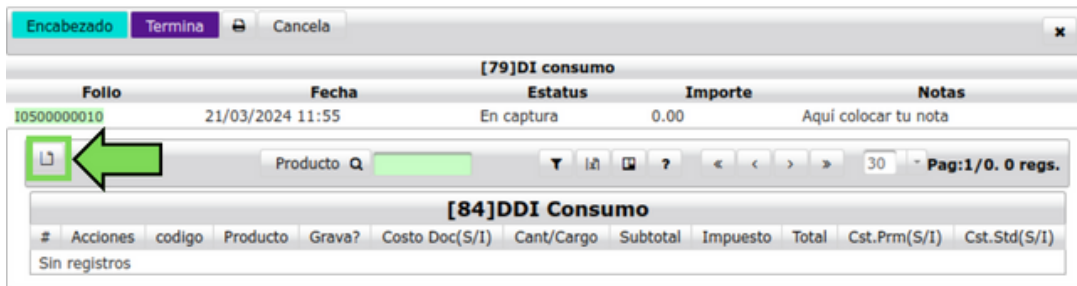 Encabezado Termina Cancela
[79]DI consumo
Folio Fecha Estatus Importe Notas
I0500000010 21/03/2024 11:55 En captura 0.00 Aquí colocar tu nota
Producto ? « ‹ › » 30 Pag:1/0. 0 regs.
[84]DDI Consumo
# Acciones codigo Producto Grava? Costo Doc(S/I) Cant/Cargo Subtotal Impuesto Total Cst.Prm(S/I) Cst.Std(S/I)
Sin registros